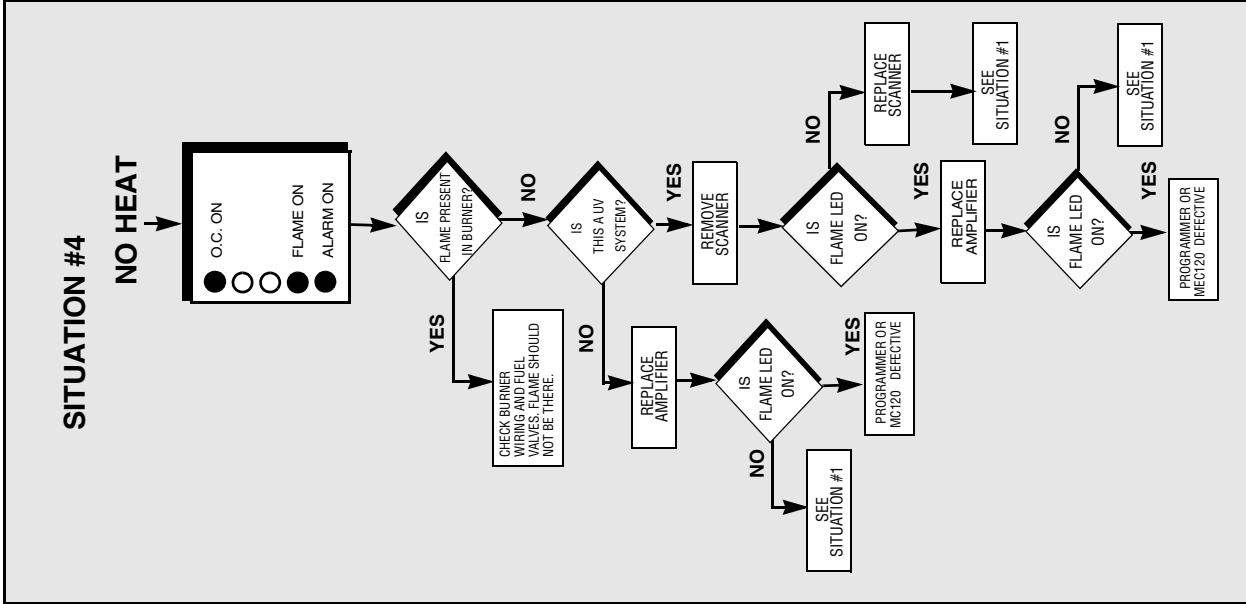 SITUATION #4
NO HEAT
O.C. ON
FLAME ON
ALARM ON
IS
FLAME PRESENT
IN BURNER?
YES
NO
CHECK BURNER
WIRING AND FUEL
VALVES. FLAME SHOULD
NOT BE THERE.
IS
THIS A UV
SYSTEM?
NO
YES
REPLACE
AMPLIFIER
REMOVE
SCANNER
IS
FLAME LED
ON?
NO
YES
SEE
SITUATION #1
PROGRAMMER OR
MC120 DEFECTIVE
IS
FLAME LED
ON?
NO
YES
REPLACE
SCANNER
SEE
SITUATION #1
REPLACE
AMPLIFIER
IS
FLAME LED
ON?
NO
YES
SEE
SITUATION #1
PROGRAMMER OR
MEC120 DEFECTIVE